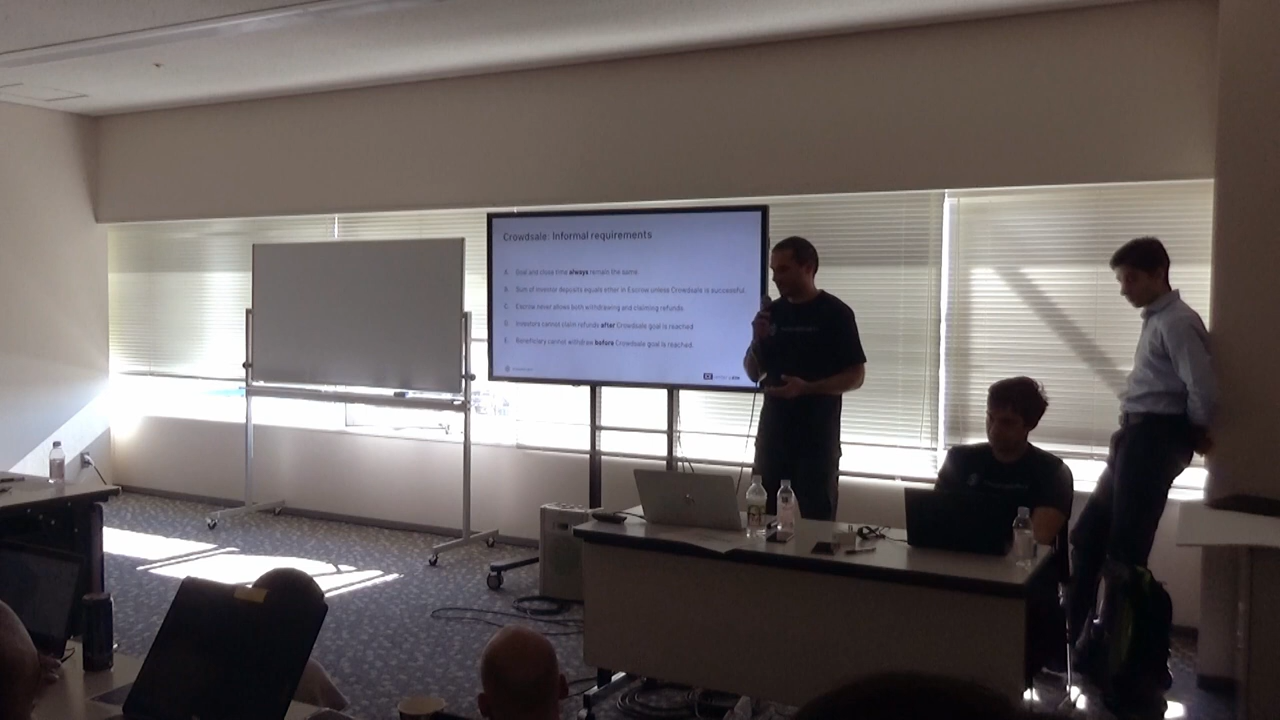 Crowdsale: Informal requirements
A. Goal and close time always remain the same.
B. Sum of investor deposits equals ether in Escrow unless Crowdsale is successful.
C. Escrow never allows both withdrawing and claiming refunds.
D. Investors cannot claim refunds after Crowdsale goal is reached
E. Beneficiary cannot withdraw before Crowdsale goal is reached.